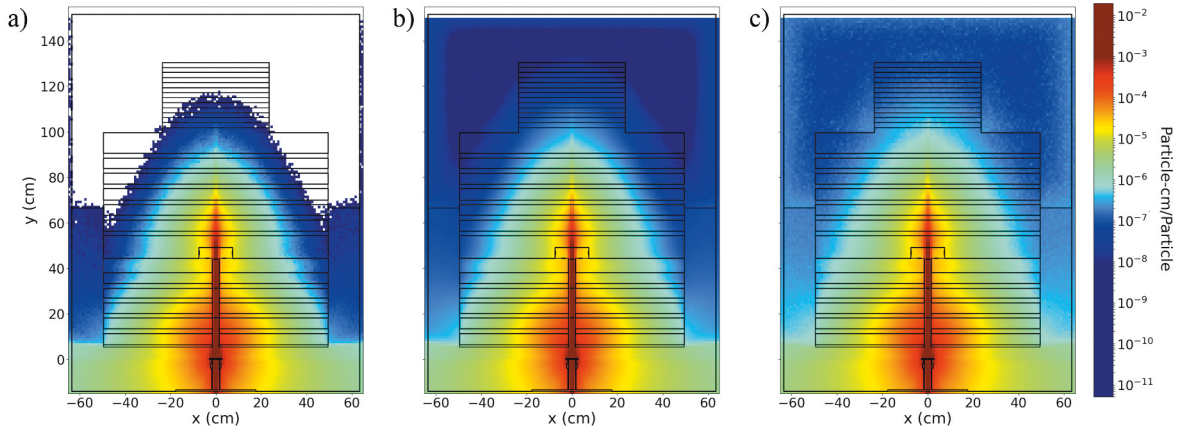 a)
b)
c)
140
120
100
80
60
40
20
0
y (cm)
−60 −40 −20 0 20 40 60
x (cm)
−60 −40 −20 0 20 40 60
x (cm)
−60 −40 −20 0 20 40 60
x (cm)
10⁻²
10⁻³
10⁻⁴
10⁻⁵
10⁻⁶
10⁻⁷
10⁻⁸
10⁻⁹
10⁻¹⁰
10⁻¹¹
Particle-cm/Particle